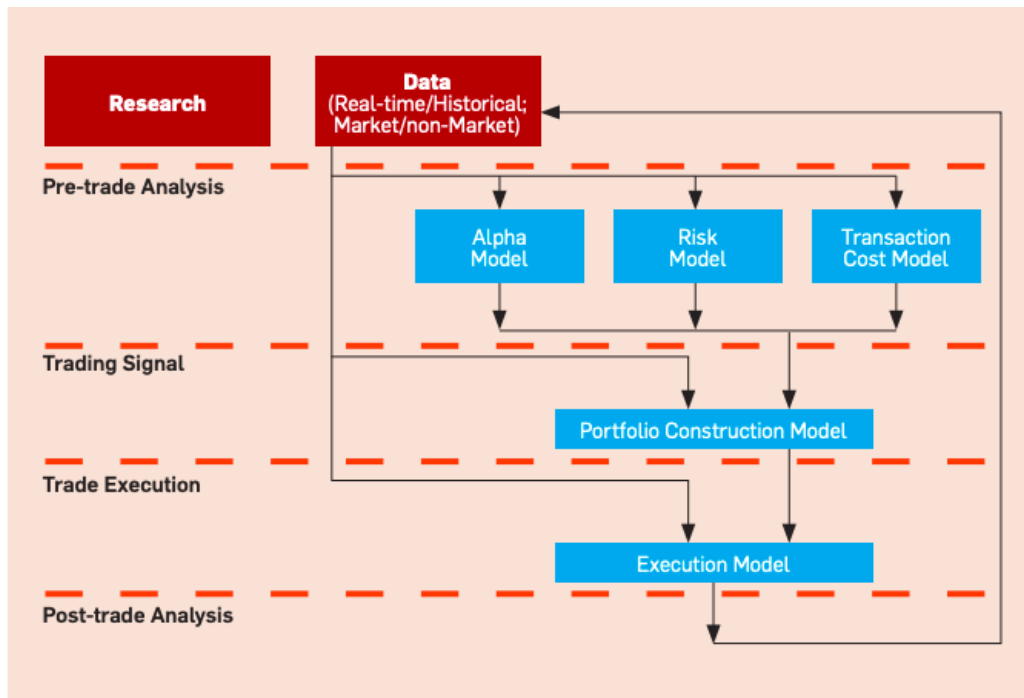 Research
Data
(Real-time/Historical;
Market/non-Market)
Pre-trade Analysis
Alpha
Model
Risk
Model
Transaction
Cost Model
Trading Signal
Portfolio Construction Model
Trade Execution
Execution Model
Post-trade Analysis